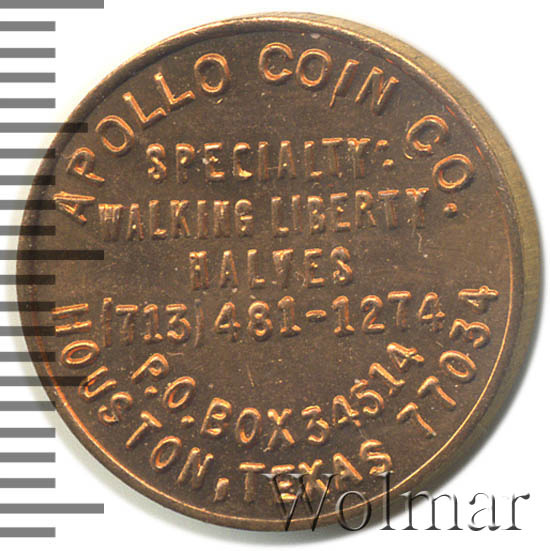 APOLLO COIN CO.
SPECIALTY:
WALKING LIBERTY
HALVES
(713) 481-1274
P.O. BOX 34514
HOUSTON, TEXAS 77034
Wolmar